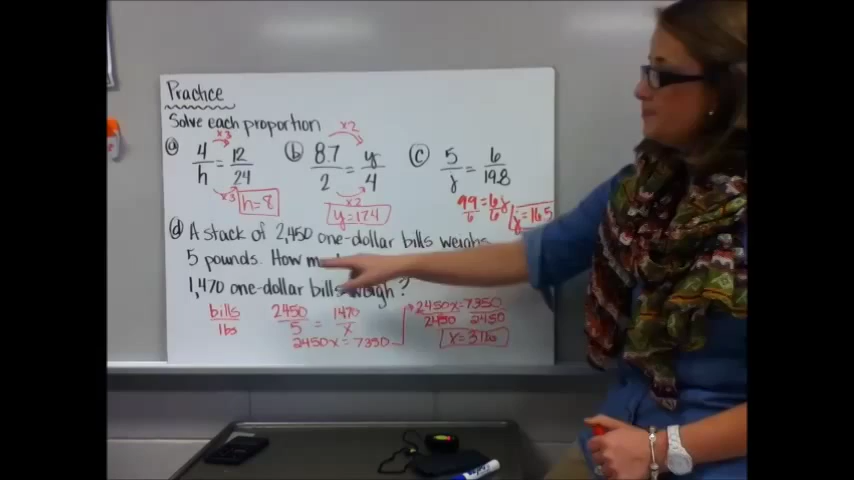 Practice
Solve each proportion
ⓐ 4/h = 12/24 x3 x3 h=8
ⓑ 8.7/2 = y/4 x2 x2 y=17.4
ⓒ 5/j = 6/19.8 99/6 = 6j/6 j=16.5
ⓓ A stack of 2,450 one-dollar bills weighs
5 pounds. How
1,470 one-dollar bills weigh?
bills/lbs 2450/5 = 1470/x 2450x/2450 = 7350/2450
2450x = 7350 x=3 lbs